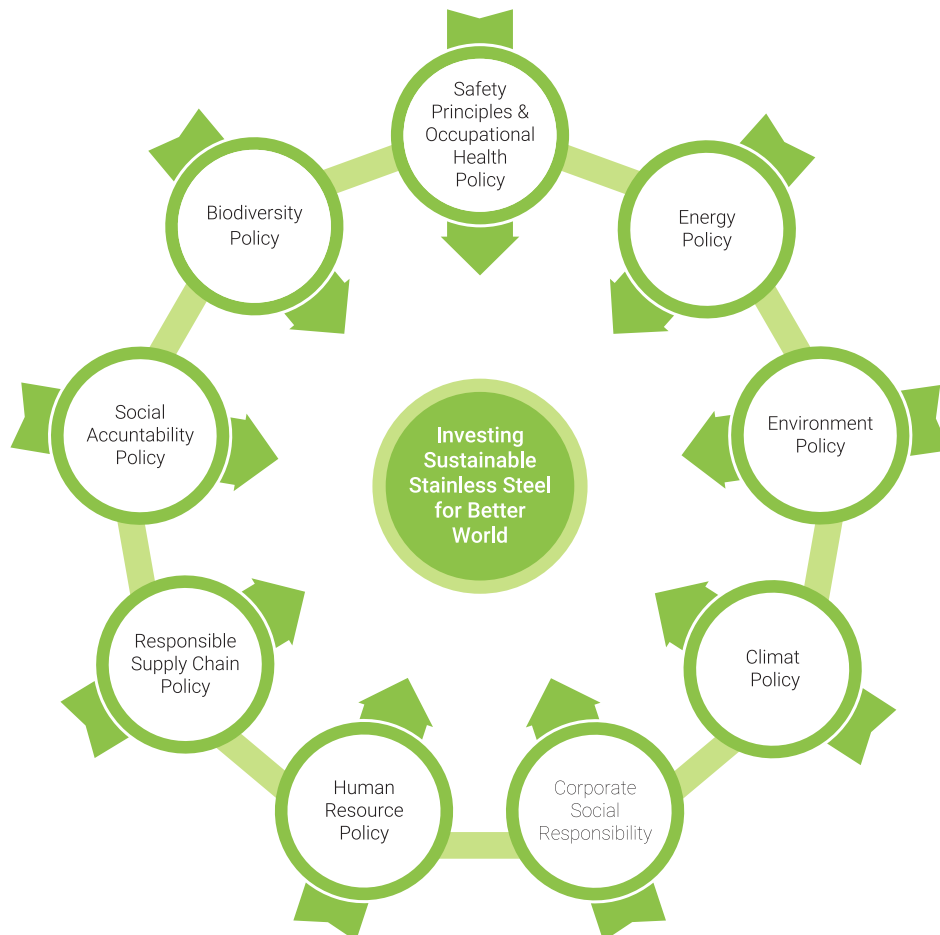 Safety
Principles &
Occupational
Health
Policy
Energy
Policy
Environment
Policy
Climat
Policy
Corporate
Social
Responsibility
Human
Resource
Policy
Responsible
Supply Chain
Policy
Social
Accuntability
Policy
Biodiversity
Policy
Investing
Sustainable
Stainless Steel
for Better
World